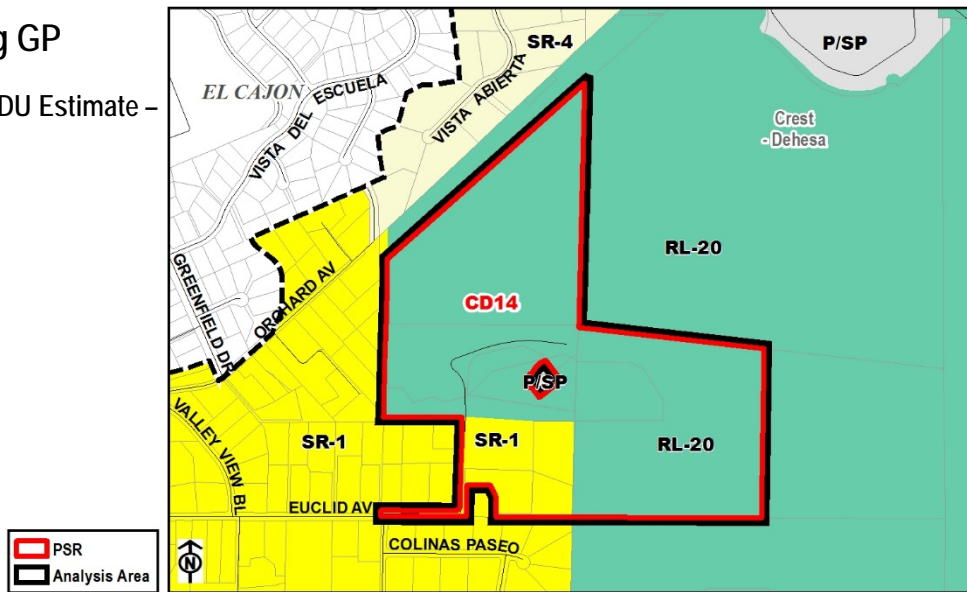 g GP
DU Estimate –
SR-4
P/SP
EL CAJON
VISTA DEL ESCUELA
VISTA ABIERTA
Crest
- Dehesa
RL-20
GREENFIELD DR
ORCHARD AV
CD14
P/SP
VALLEY VIEW BL
SR-1
SR-1
RL-20
EUCLID AV
COLINAS PASEO
PSR
Analysis Area
N